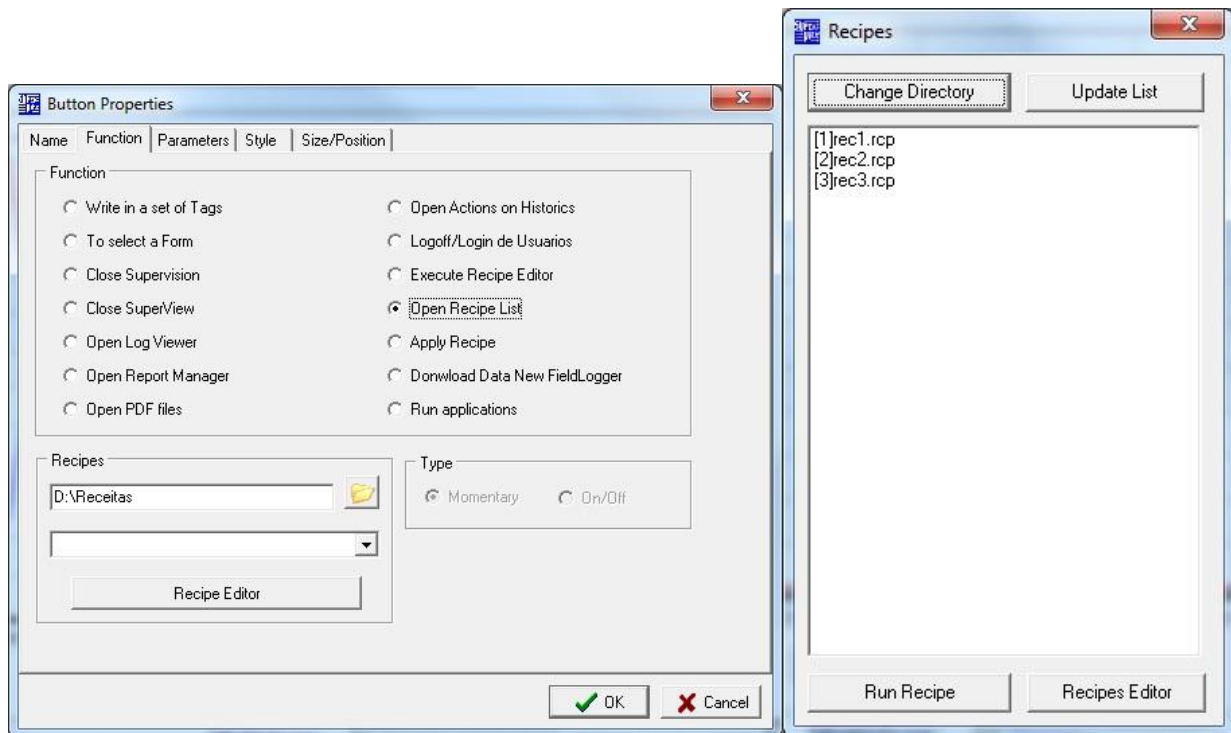 Button Properties
Name Function Parameters Style Size/Position
Function
Write in a set of Tags
To select a Form
Close Supervision
Close SuperView
Open Log Viewer
Open Report Manager
Open PDF files
Open Actions on Historics
Logoff/Login de Usuarios
Execute Recipe Editor
Open Recipe List
Apply Recipe
Donwload Data New FieldLogger
Run applications
Recipes
D:\Receitas
Recipe Editor
Type
Momentary On/Off
OK Cancel
Recipes
Change Directory Update List
[1]rec1.rcp
[2]rec2.rcp
[3]rec3.rcp
Run Recipe Recipes Editor